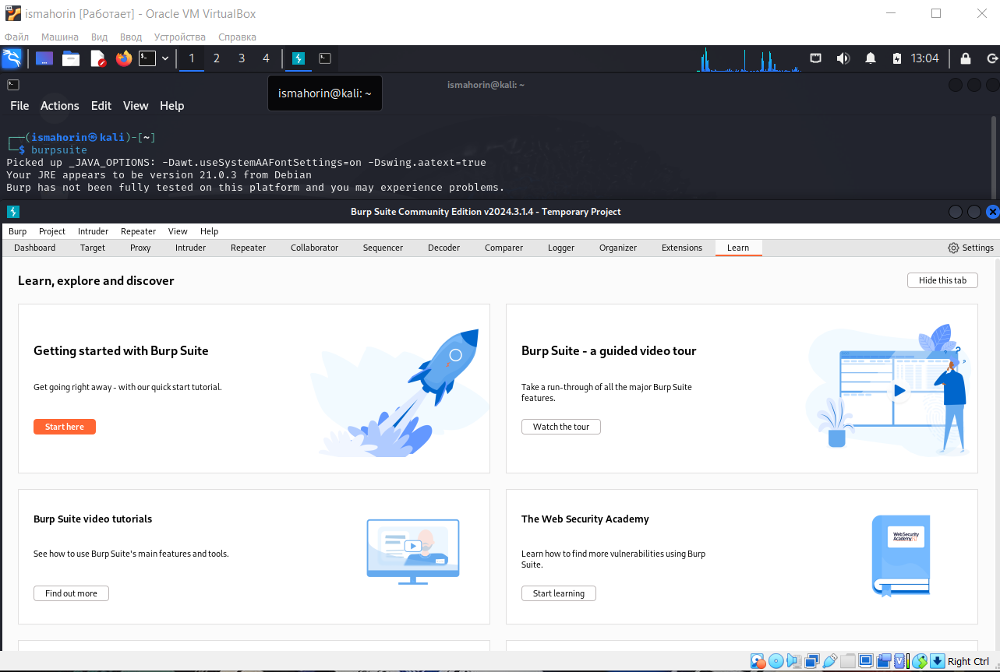 ismahorin [Работает] - Oracle VM VirtualBox
Файл Машина Вид Ввод Устройства Справка
1 2 3 4 13:04
ismahorin@kali: ~
ismahorin@kali: ~
File Actions Edit View Help
┌──(ismahorin㉿kali)-[~]
└─$ burpsuite
Picked up _JAVA_OPTIONS: -Dawt.useSystemAAFontSettings=on -Dswing.aatext=true
Your JRE appears to be version 21.0.3 from Debian
Burp has not been fully tested on this platform and you may experience problems.
Burp Suite Community Edition v2024.3.1.4 - Temporary Project
Burp Project Intruder Repeater View Help
Dashboard Target Proxy Intruder Repeater Collaborator Sequencer Decoder Comparer Logger Organizer Extensions Learn Settings
Learn, explore and discover
Hide this tab
Getting started with Burp Suite
Get going right away - with our quick start tutorial.
Start here
Burp Suite - a guided video tour
Take a run-through of all the major Burp Suite
features.
Watch the tour
Burp Suite video tutorials
See how to use Burp Suite's main features and tools.
Find out more
The Web Security Academy
Learn how to find more vulnerabilities using Burp
Suite.
Start learning
WebSecurity
Academy
Right Ctrl